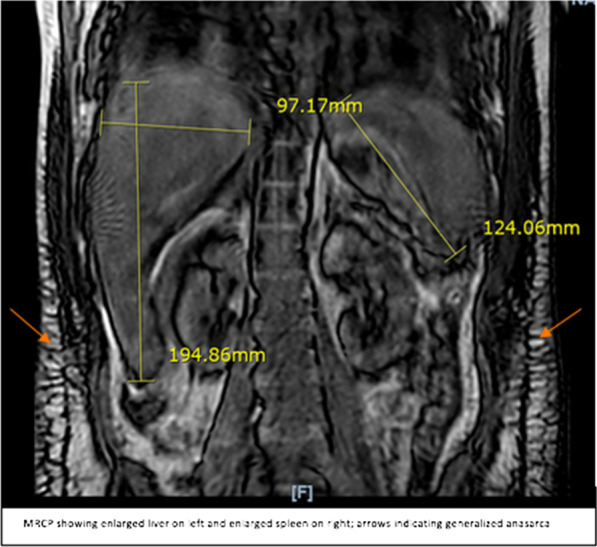 97.17mm
124.06mm
194.86mm
[F]
MRCP showing enlarged liver on left and enlarged spleen on right; arrows indicating generalized anasarca